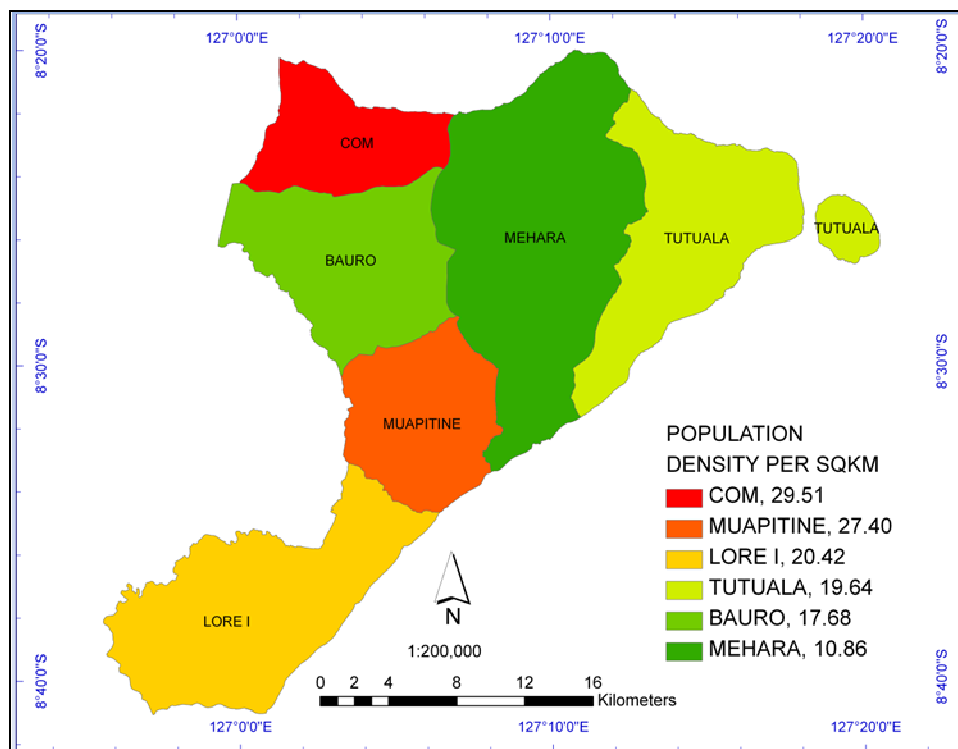 127°0'0"E 127°10'0"E 127°20'0"E
8°20'0"S 8°20'0"S
COM
MEHARA TUTUALA TUTUALA
BAURO
8°30'0"S 8°30'0"S
MUAPITINE
POPULATION
DENSITY PER SQKM
COM, 29.51
MUAPITINE, 27.40
LORE I, 20.42
TUTUALA, 19.64
BAURO, 17.68
MEHARA, 10.86
LORE I
N
1:200,000
0 2 4 8 12 16
Kilometers
8°40'0"S 8°40'0"S
127°0'0"E 127°10'0"E 127°20'0"E